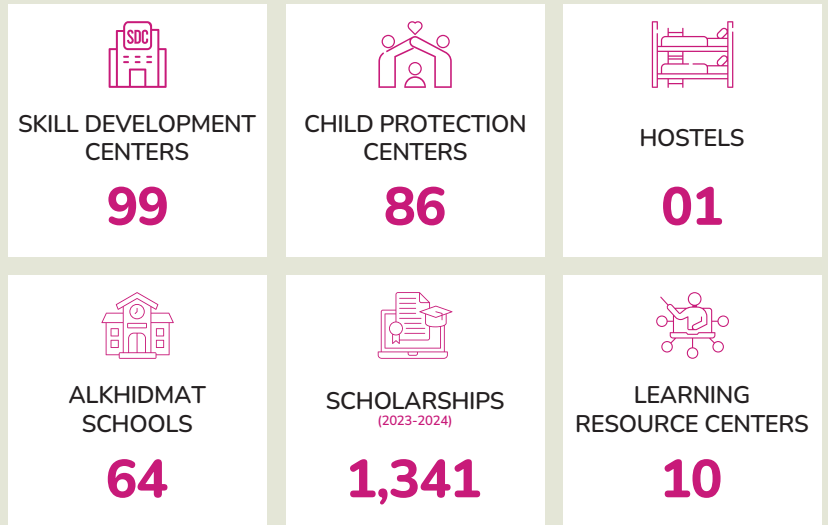 SDC
SKILL DEVELOPMENT
CENTERS
99
CHILD PROTECTION
CENTERS
86
HOSTELS
01
ALKHIDMAT
SCHOOLS
64
SCHOLARSHIPS
(2023-2024)
1,341
LEARNING
RESOURCE CENTERS
10